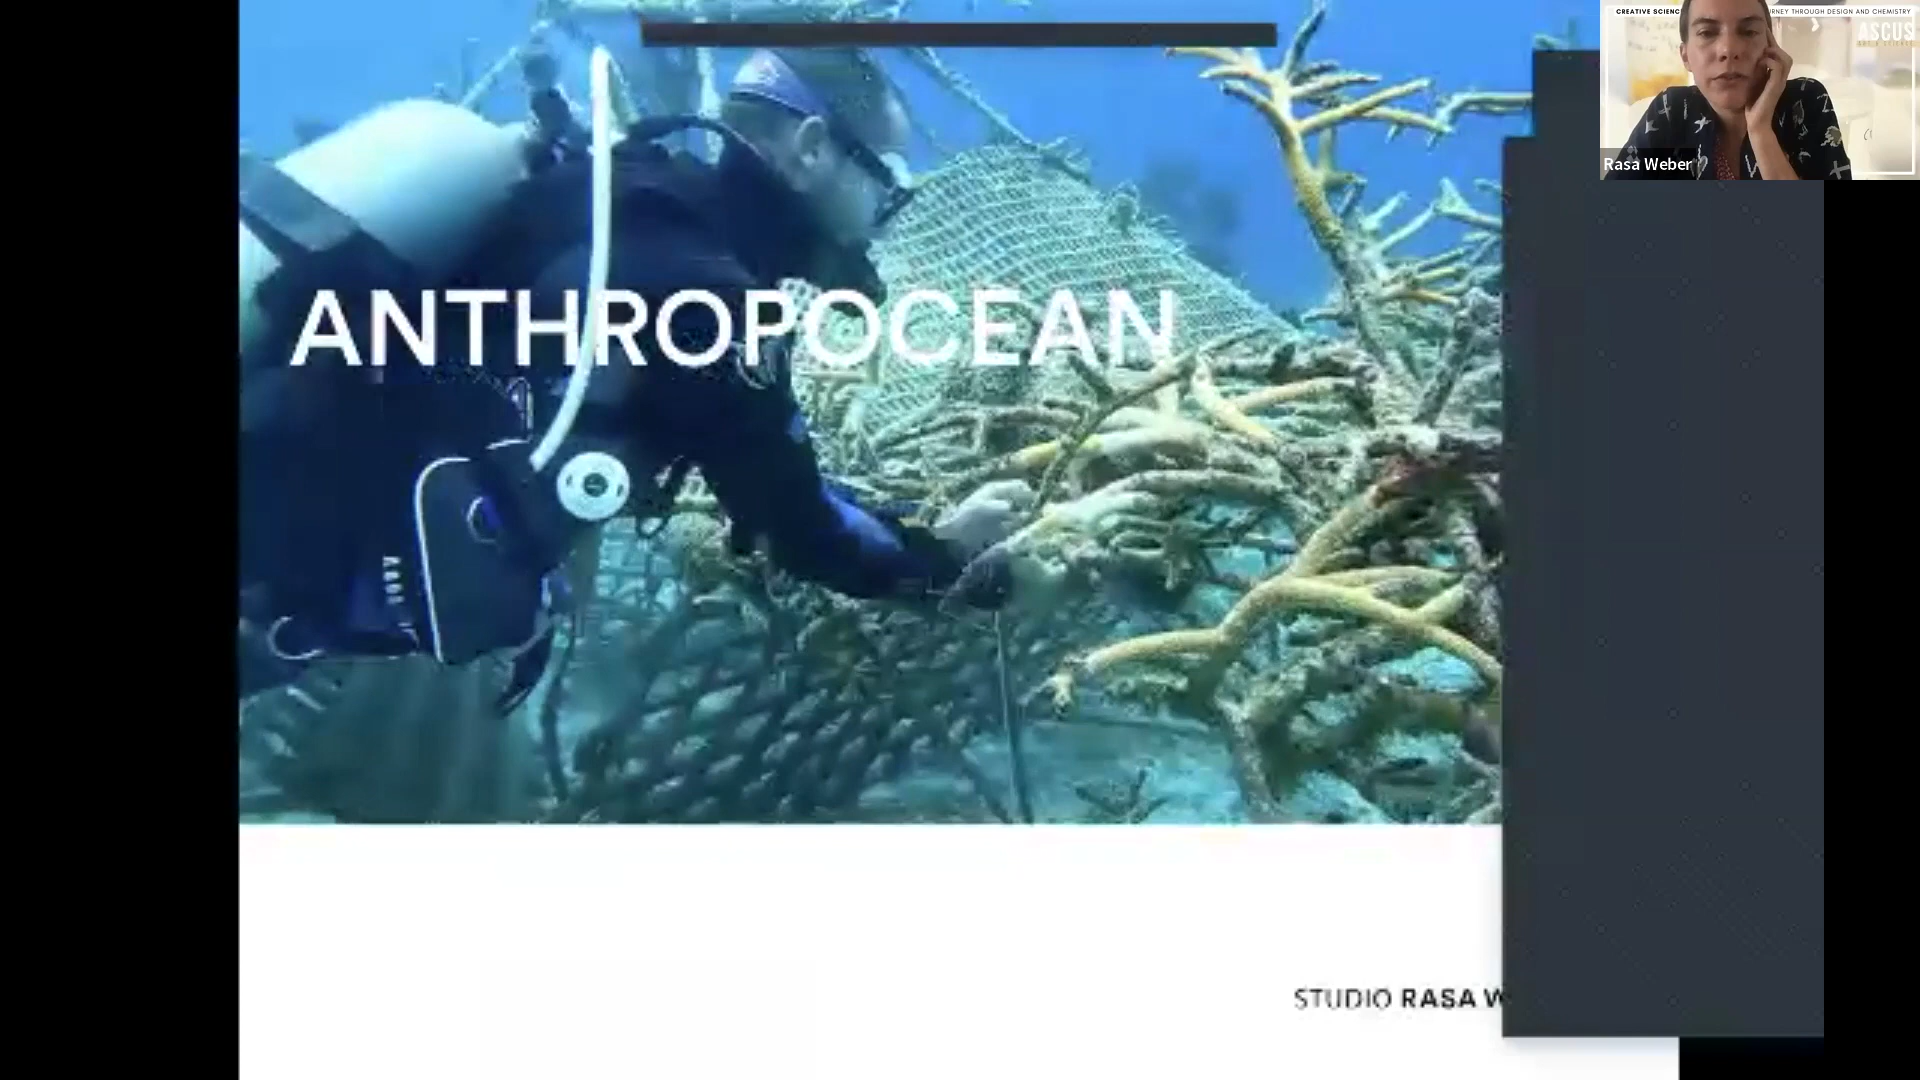 CREATIVE SCIENC
RNEY THROUGH DESIGN AND CHEMISTRY
ASCUS
Rasa Weber
ANTHROPOCEAN
STUDIO RASA W